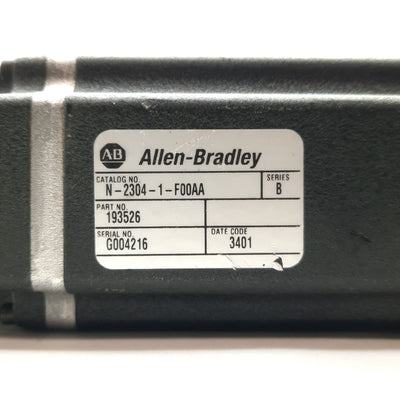 AB Allen-Bradley
CATALOG NO. SERIES
N-2304-1-F00AA B
PART NO.
193526
SERIAL NO. DATE CODE
G004216 3401